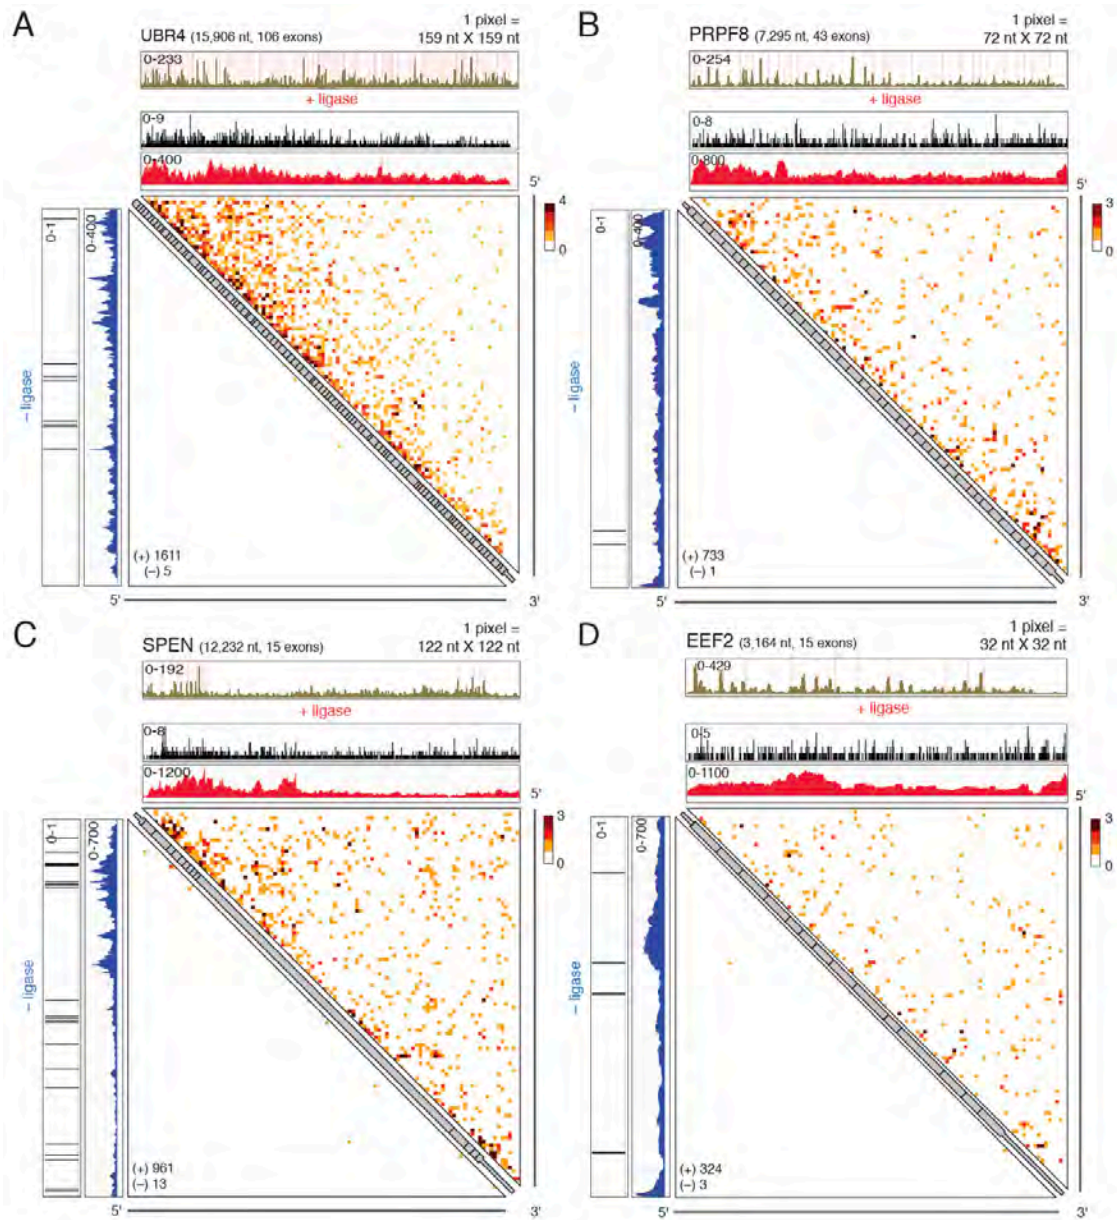 A
UBR4 (15,906 nt, 106 exons)
1 pixel =
159 nt X 159 nt
0-233
+ ligase
0-9
0-400
5'
4
0
0-1
0-400
– ligase
(+) 1611
(–) 5
5'
3'
B
PRPF8 (7,295 nt, 43 exons)
1 pixel =
72 nt X 72 nt
0-254
+ ligase
0-8
0-800
5'
3
0
0-1
0-400
– ligase
(+) 733
(–) 1
C
SPEN (12,232 nt, 15 exons)
1 pixel =
122 nt X 122 nt
0-192
+ ligase
0-8
0-1200
5'
3
0
0-1
0-700
– ligase
(+) 961
(–) 13
5'
3'
D
EEF2 (3,164 nt, 15 exons)
1 pixel =
32 nt X 32 nt
0-429
+ ligase
0-5
0-1100
5'
3
0
0-1
0-700
– ligase
(+) 324
(–) 3
3'